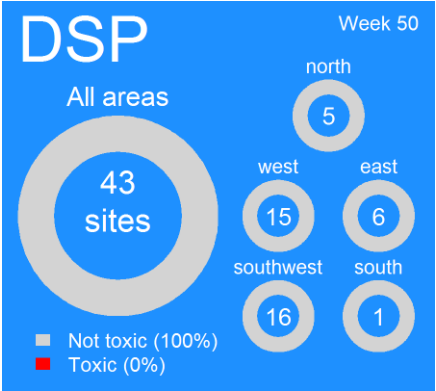 DSP
Week 50
All areas
43
sites
north
5
west
15
east
6
southwest
16
south
1
Not toxic (100%)
Toxic (0%)